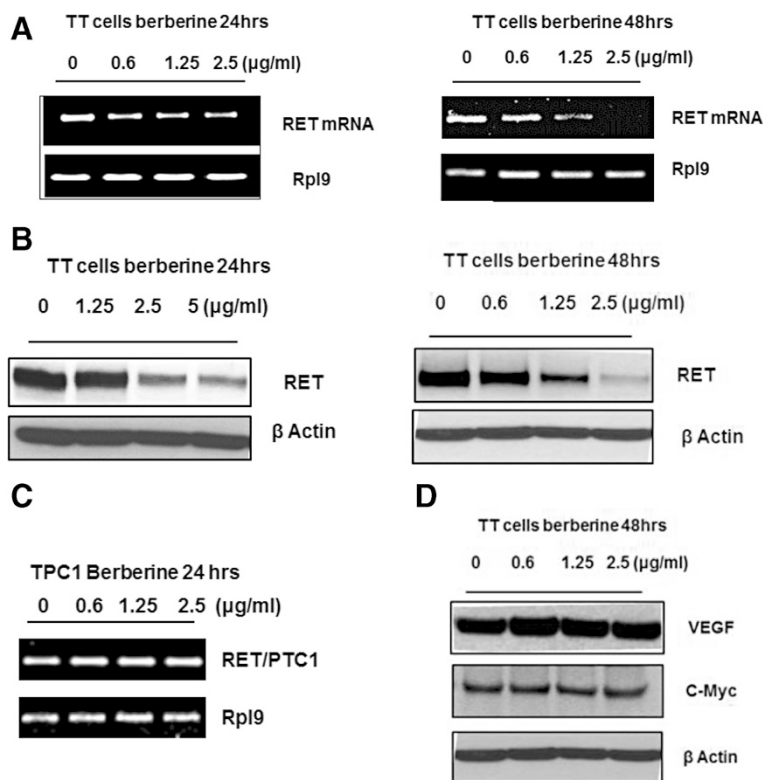 A
TT cells berberine 24hrs
0 0.6 1.25 2.5 (µg/ml)
RET mRNA
Rpl9
TT cells berberine 48hrs
0 0.6 1.25 2.5 (µg/ml)
RET mRNA
Rpl9
B
TT cells berberine 24hrs
0 1.25 2.5 5 (µg/ml)
RET
β Actin
TT cells berberine 48hrs
0 0.6 1.25 2.5 (µg/ml)
RET
β Actin
C
TPC1 Berberine 24 hrs
0 0.6 1.25 2.5 (µg/ml)
RET/PTC1
Rpl9
D
TT cells berberine 48hrs
0 0.6 1.25 2.5 (µg/ml)
VEGF
C-Myc
β Actin